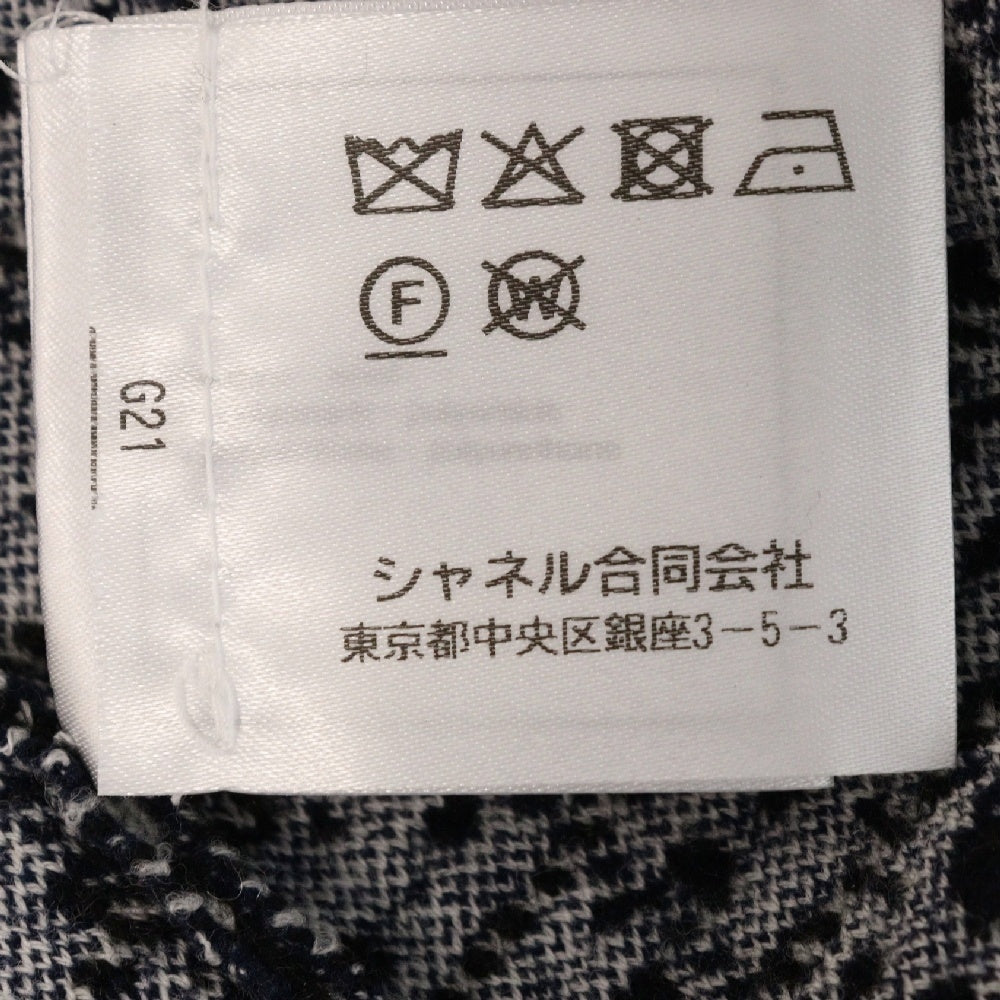 F W
G21
シャネル合同会社
東京都中央区銀座3-5-3